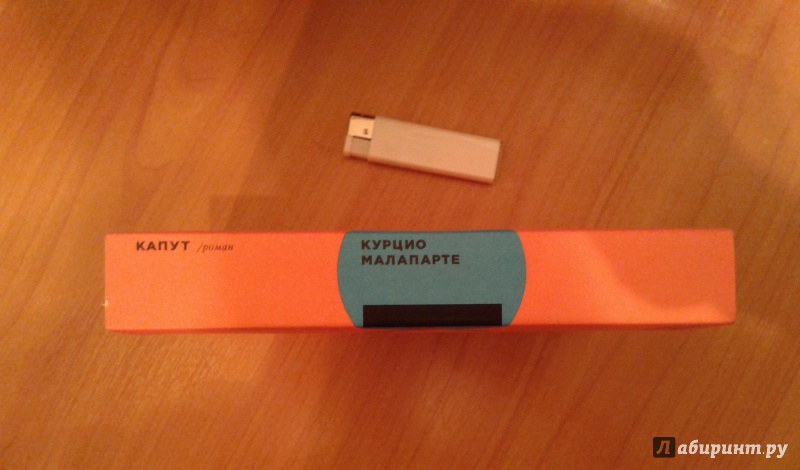 КАПУТ /роман
КУРЦИО
МАЛАПАРТЕ
Лабиринт.ру